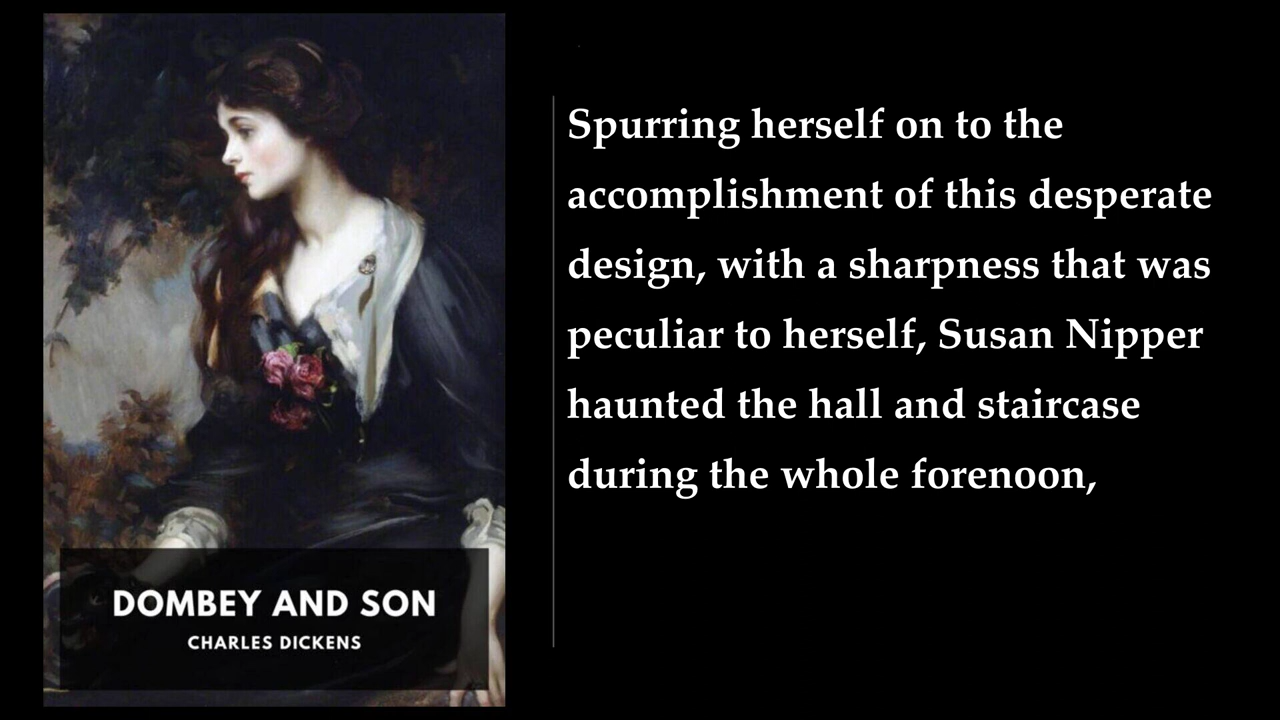 Spurring herself on to the
accomplishment of this desperate
design, with a sharpness that was
peculiar to herself, Susan Nipper
haunted the hall and staircase
during the whole forenoon,
DOMBEY AND SON
CHARLES DICKENS